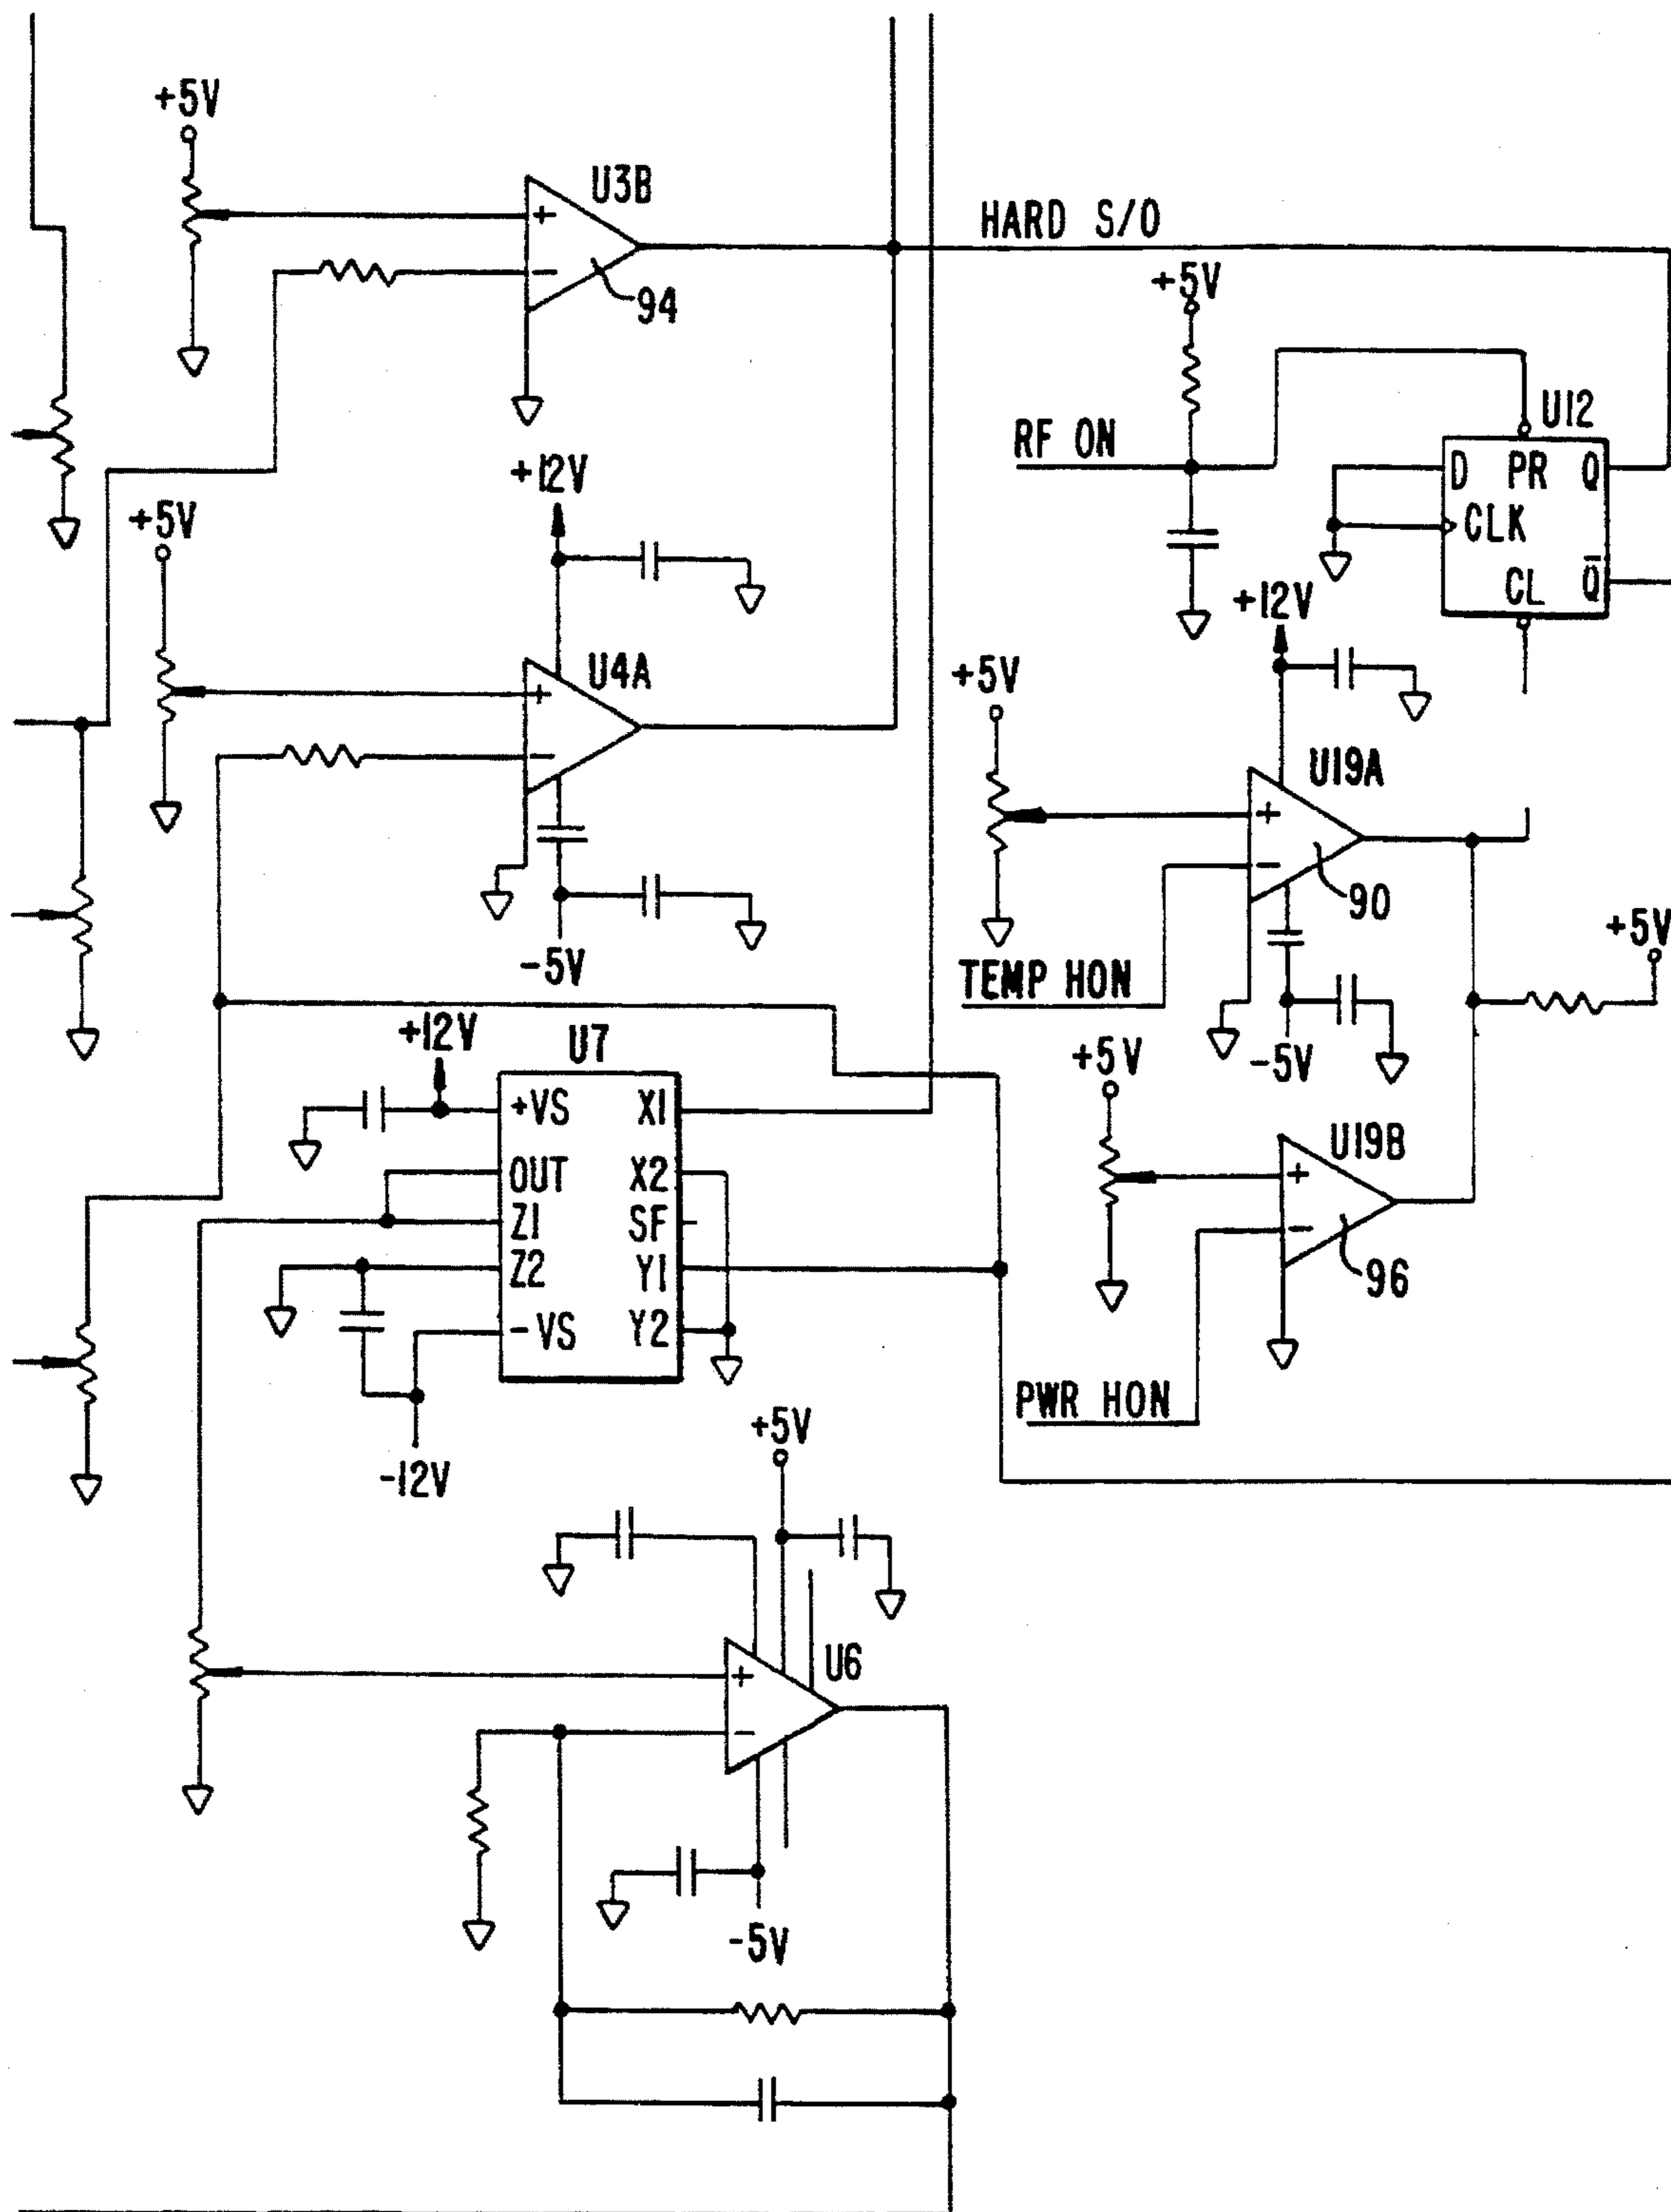 +5V
U3B
+
−
94
HARD S/O
+5V
RF ON
U12
D PR Q
CLK
CL Q̅
+12V
+5V
U4A
+
−
-5V
+12V
+5V
U19A
+
−
90
TEMP HON
-5V
+5V
+5V
U19B
+
−
96
PWR HON
+12V
U7
+VS X1
OUT X2
Z1 SF
Z2 Y1
-VS Y2
-12V
+5V
U6
+
−
-5V